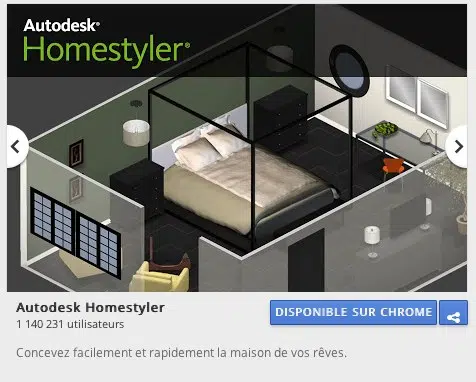 Autodesk®
Homestyler®
Autodesk Homestyler
DISPONIBLE SUR CHROME
1 140 231 utilisateurs
Concevez facilement et rapidement la maison de vos rêves.